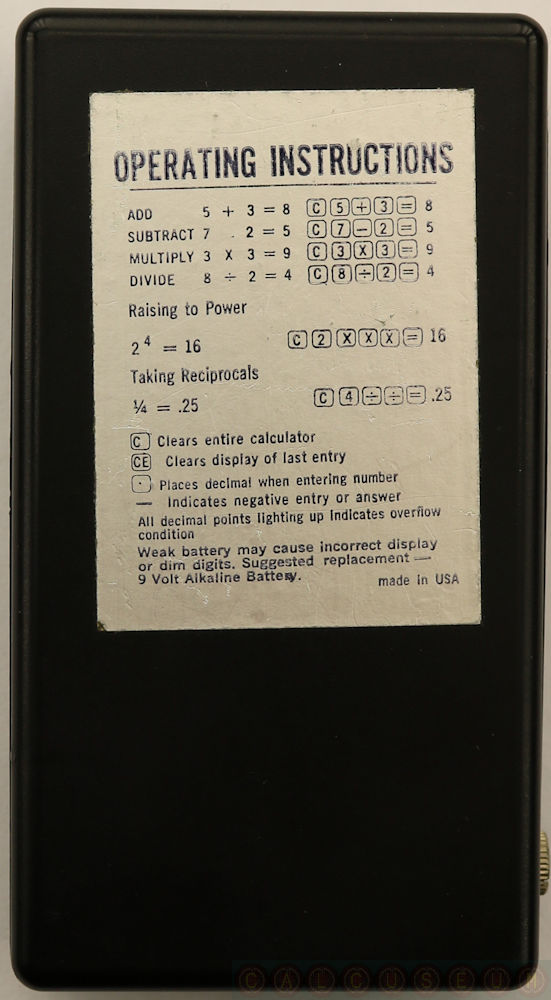 OPERATING INSTRUCTIONS
ADD 5 + 3 = 8 C 5 + 3 = 8
SUBTRACT 7 . 2 = 5 C 7 − 2 = 5
MULTIPLY 3 X 3 = 9 C 3 X 3 = 9
DIVIDE 8 ÷ 2 = 4 C 8 ÷ 2 = 4
Raising to Power
2⁴ = 16 C 2 X X X = 16
Taking Reciprocals
¼ = .25 C 4 ÷ ÷ = .25
C Clears entire calculator
CE Clears display of last entry
· Places decimal when entering number
— Indicates negative entry or answer
All decimal points lighting up indicates overflow
condition
Weak battery may cause incorrect display
or dim digits. Suggested replacement —
9 Volt Alkaline Battery.
made in USA
CALCUSEUM